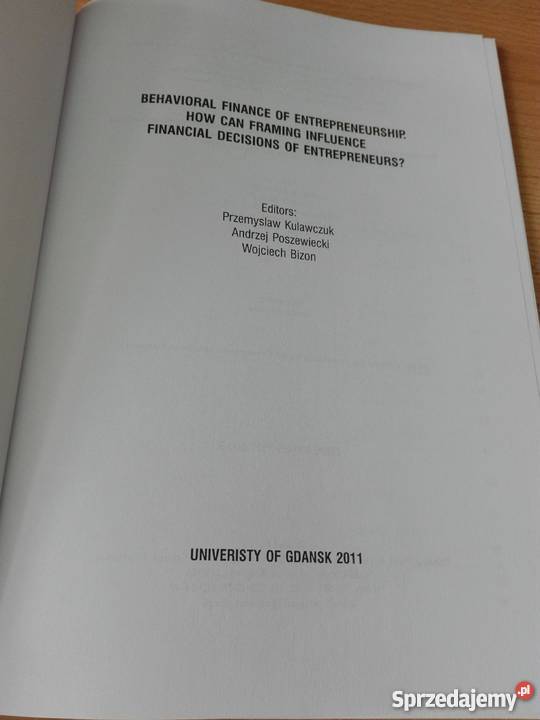 BEHAVIORAL FINANCE OF ENTREPRENEURSHIP.
HOW CAN FRAMING INFLUENCE
FINANCIAL DECISIONS OF ENTREPRENEURS?
Editors:
Przemyslaw Kulawczuk
Andrzej Poszewiecki
Wojciech Bizon
UNIVERISTY OF GDANSK 2011
Sprzedajemy.pl